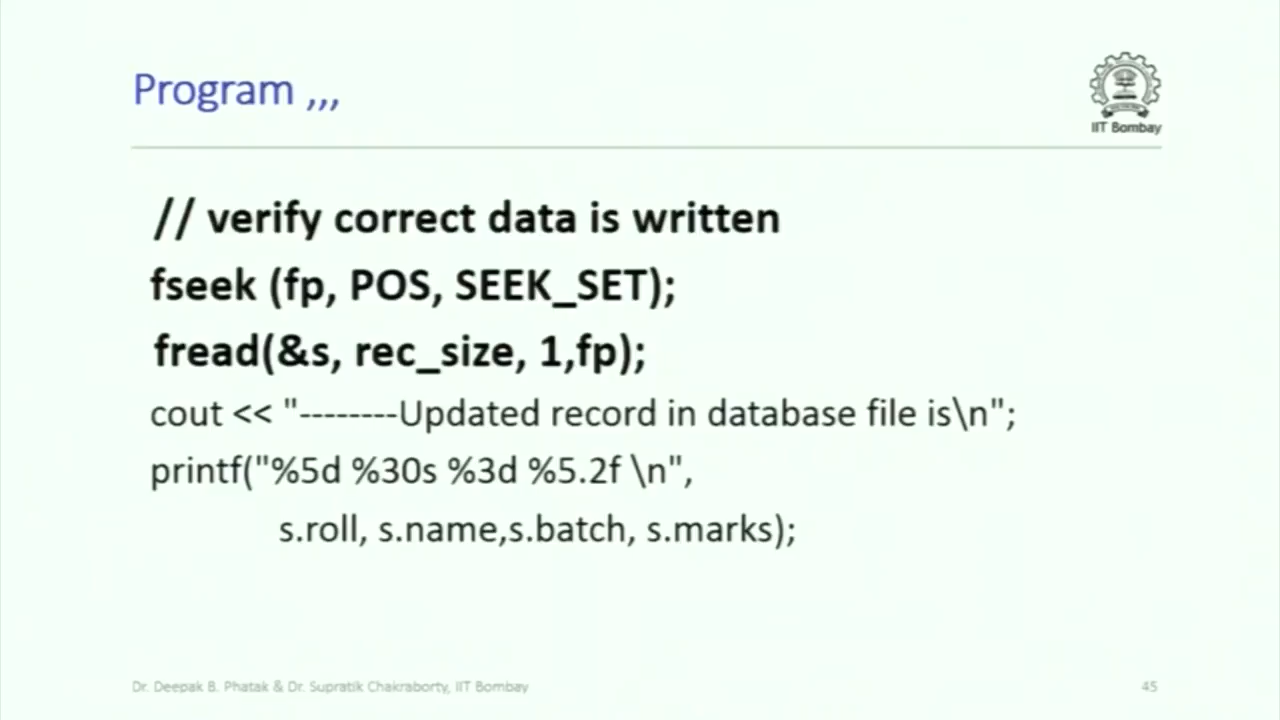 Program ,,,
IIT Bombay
// verify correct data is written
fseek (fp, POS, SEEK_SET);
fread(&s, rec_size, 1,fp);
cout << "--------Updated record in database file is\n";
printf("%5d %30s %3d %5.2f \n",
s.roll, s.name,s.batch, s.marks);
Dr. Deepak B. Phatak & Dr. Supratik Chakraborty, IIT Bombay
45